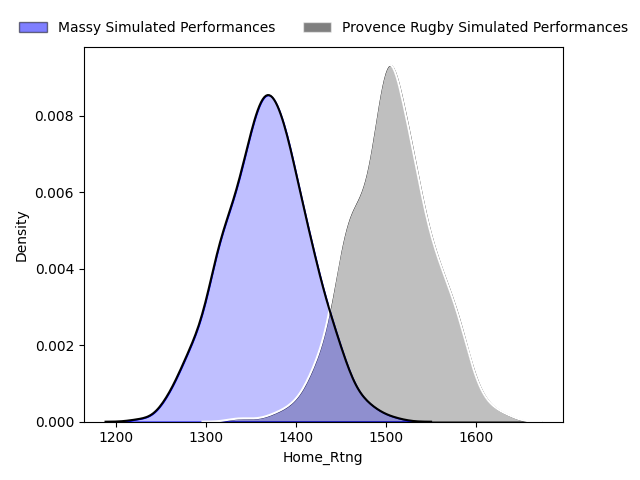 Massy Simulated Performances
Provence Rugby Simulated Performances
Density
0.008
0.006
0.004
0.002
0.000
1200
1300
1400
1500
1600
Home_Rtng